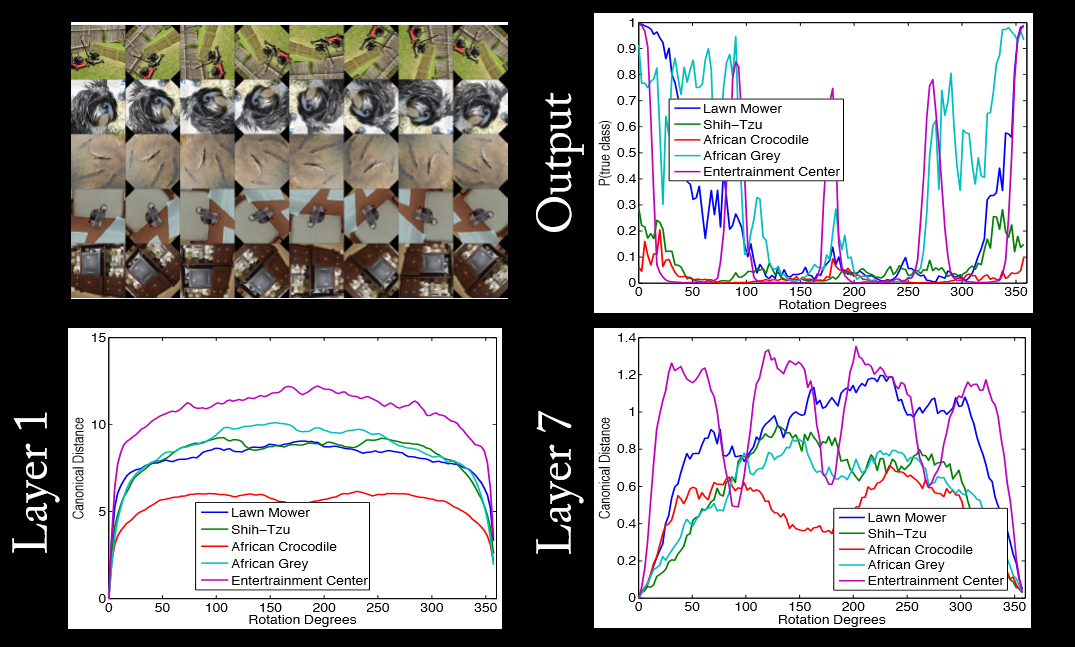 Output
P(true class)
1
0.9
0.8
0.7
0.6
0.5
0.4
0.3
0.2
0.1
0
Lawn Mower
Shih–Tzu
African Crocodile
African Grey
Entertrainment Center
0 50 100 150 200 250 300 350
Rotation Degrees
Layer 1
Canonical Distance
15
10
5
0
Lawn Mower
Shih–Tzu
African Crocodile
African Grey
Entertrainment Center
0 50 100 150 200 250 300 350
Rotation Degrees
Layer 7
Canonical Distance
1.4
1.2
1
0.8
0.6
0.4
0.2
0
Lawn Mower
Shih–Tzu
African Crocodile
African Grey
Entertrainment Center
0 50 100 150 200 250 300 350
Rotation Degrees